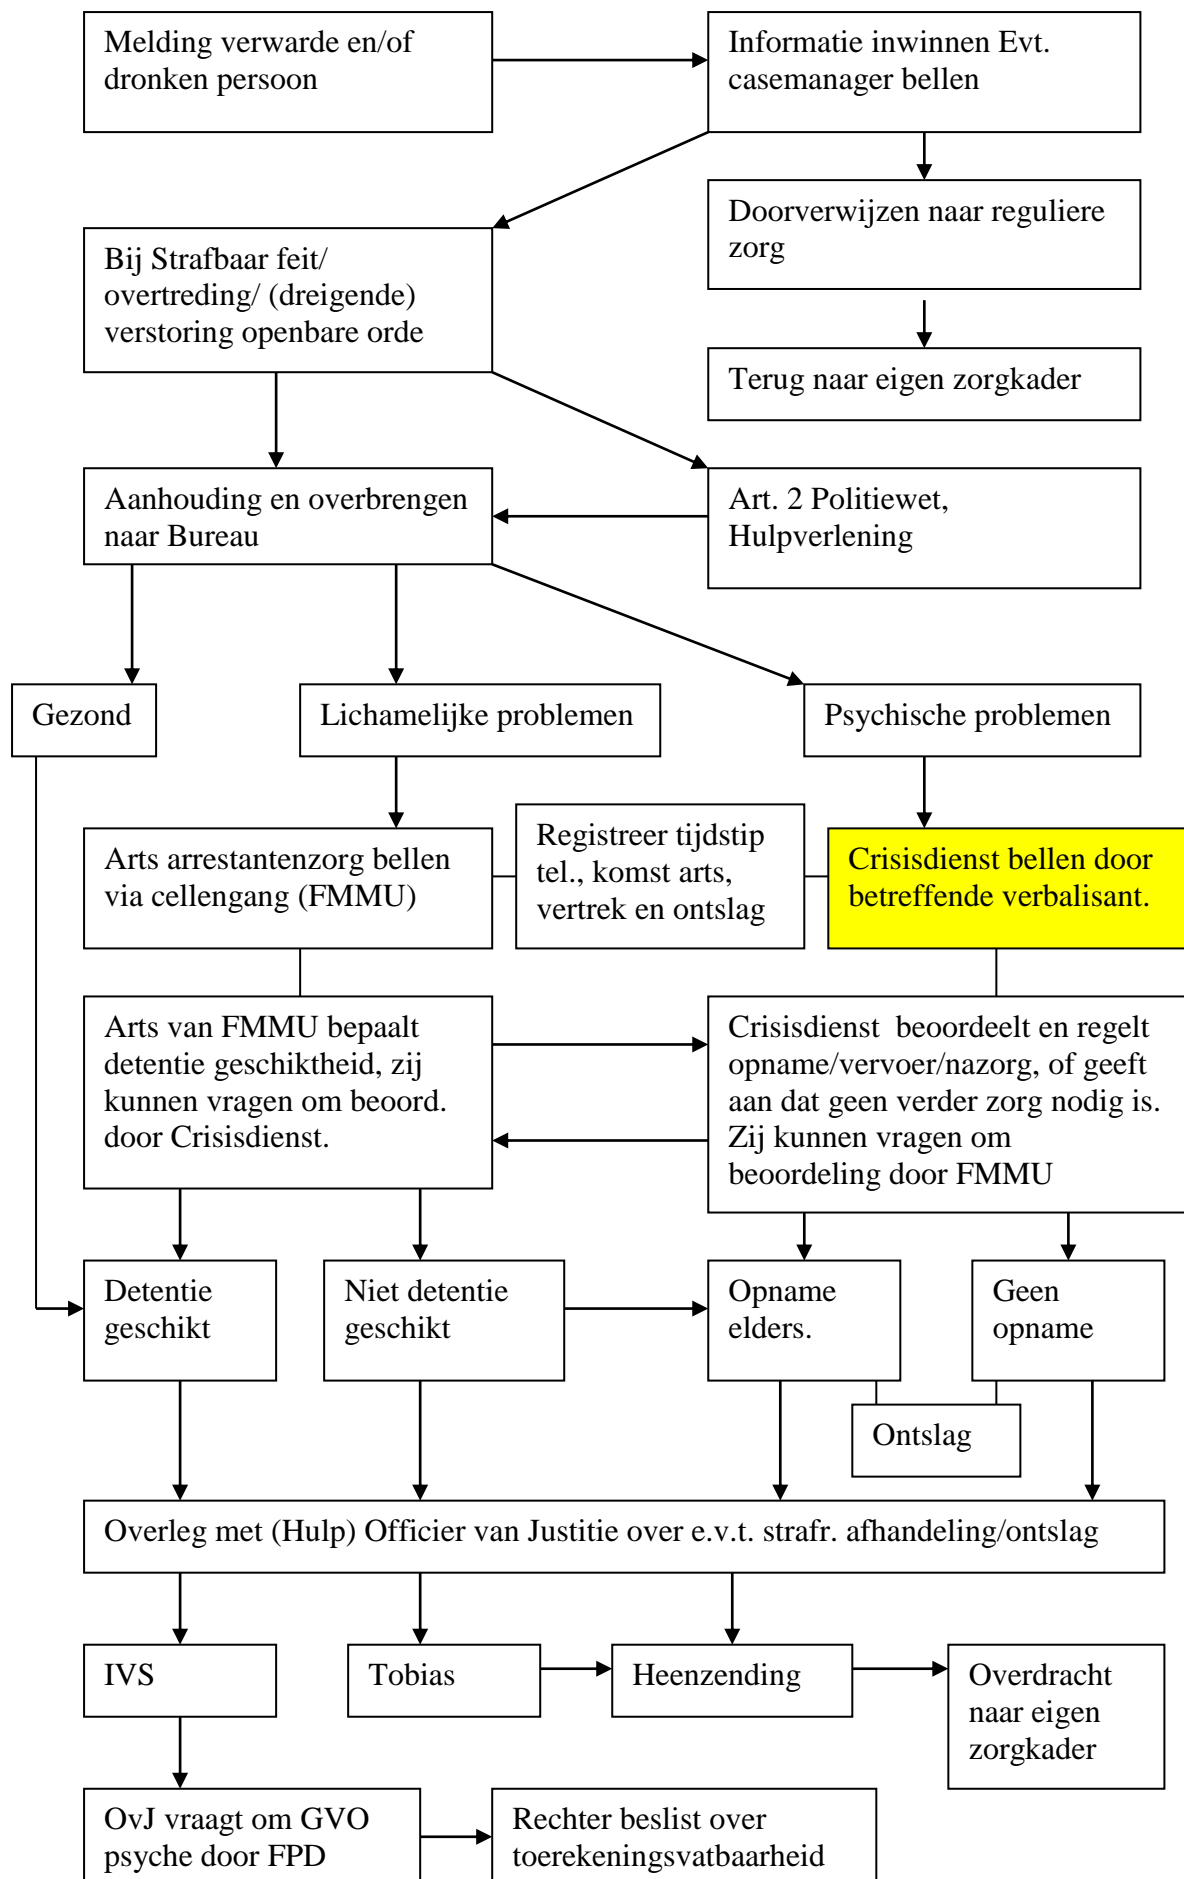 Melding verwarde en/of
dronken persoon
Informatie inwinnen Evt.
casemanager bellen
Doorverwijzen naar reguliere
zorg
Bij Strafbaar feit/
overtreding/ (dreigende)
verstoring openbare orde
Terug naar eigen zorgkader
Aanhouding en overbrengen
naar Bureau
Art. 2 Politiewet,
Hulpverlening
Gezond
Lichamelijke problemen
Psychische problemen
Arts arrestantenzorg bellen
via cellengang (FMMU)
Registreer tijdstip
tel., komst arts,
vertrek en ontslag
Crisisdienst bellen door
betreffende verbalisant.
Arts van FMMU bepaalt
detentie geschiktheid, zij
kunnen vragen om beoord.
door Crisisdienst.
Crisisdienst  beoordeelt en regelt
opname/vervoer/nazorg, of geeft
aan dat geen verder zorg nodig is.
Zij kunnen vragen om
beoordeling door FMMU
Detentie
geschikt
Niet detentie
geschikt
Opname
elders.
Geen
opname
Ontslag
Overleg met (Hulp) Officier van Justitie over e.v.t. strafr. afhandeling/ontslag
IVS
Tobias
Heenzending
Overdracht
naar eigen
zorgkader
OvJ vraagt om GVO
psyche door FPD
Rechter beslist over
toerekeningsvatbaarheid